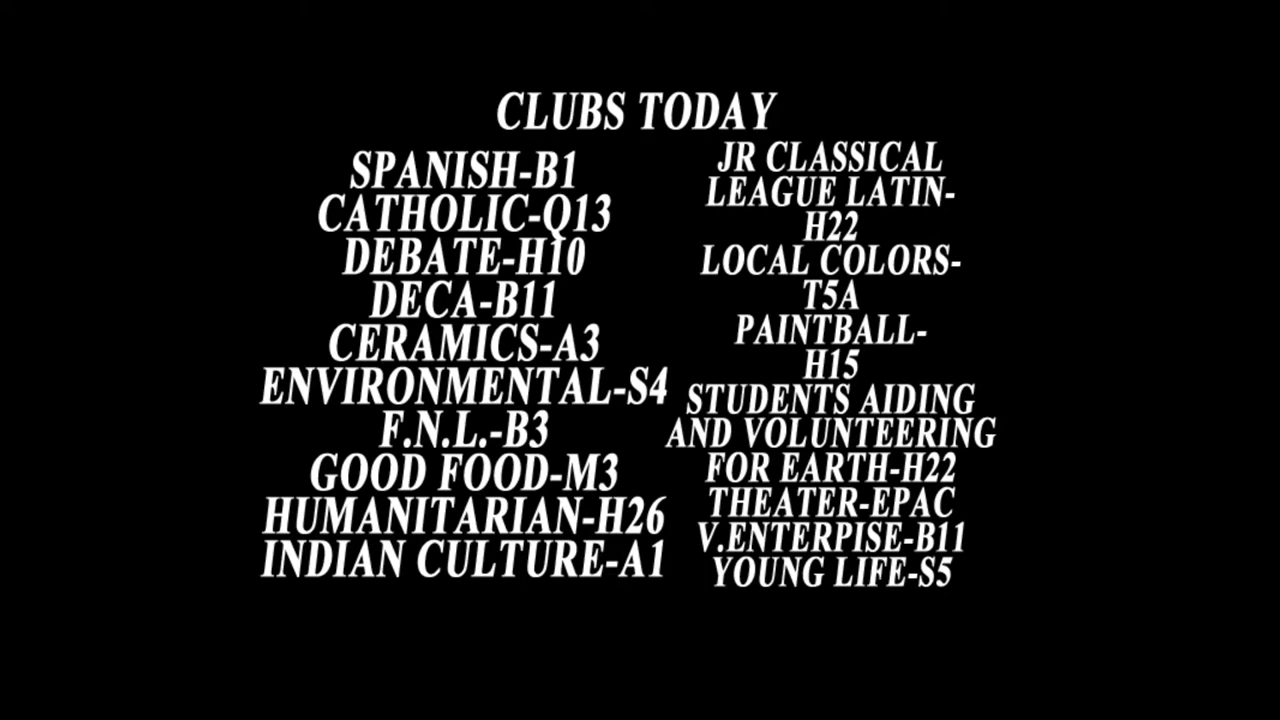 CLUBS TODAY
SPANISH-B1
CATHOLIC-Q13
DEBATE-H10
DECA-B11
CERAMICS-A3
ENVIRONMENTAL-S4
F.N.L.-B3
GOOD FOOD-M3
HUMANITARIAN-H26
INDIAN CULTURE-A1
JR CLASSICAL
LEAGUE LATIN-
H22
LOCAL COLORS-
T5A
PAINTBALL-
H15
STUDENTS AIDING
AND VOLUNTEERING
FOR EARTH-H22
THEATER-EPAC
V.ENTERPISE-B11
YOUNG LIFE-S5